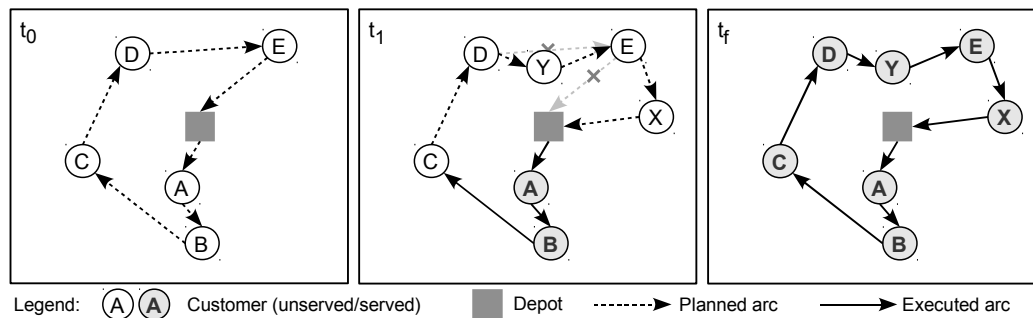 t0
D
E
C
A
B
t1
D
Y
E
X
C
A
B
tf
D
Y
E
X
C
A
B
Legend: A A Customer (unserved/served) Depot Planned arc Executed arc